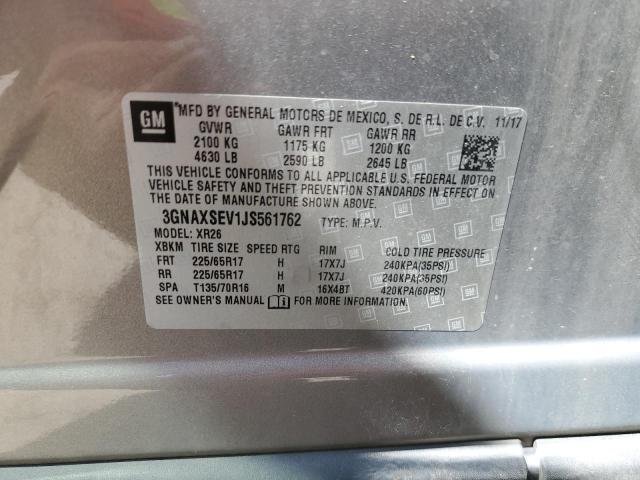 GM *MFD BY GENERAL MOTORS DE MEXICO, S. DE R.L. DE C.V. 11/17
GVWR GAWR FRT GAWR RR
2100 KG 1175 KG 1200 KG
4630 LB 2590 LB 2645 LB
THIS VEHICLE CONFORMS TO ALL APPLICABLE U.S. FEDERAL MOTOR
VEHICLE SAFETY AND THEFT PREVENTION STANDARDS IN EFFECT ON
THE DATE OF MANUFACTURE SHOWN ABOVE.
3GNAXSEV1JS561762 TYPE: M.P.V.
MODEL: XR26
XBKM TIRE SIZE SPEED RTG RIM COLD TIRE PRESSURE
FRT 225/65R17 H 17X7J 240KPA(35PSI)
RR 225/65R17 H 17X7J 240KPA(35PSI)
SPA T135/70R16 M 16X4BT 420KPA(60PSI)
SEE OWNER'S MANUAL FOR MORE INFORMATION